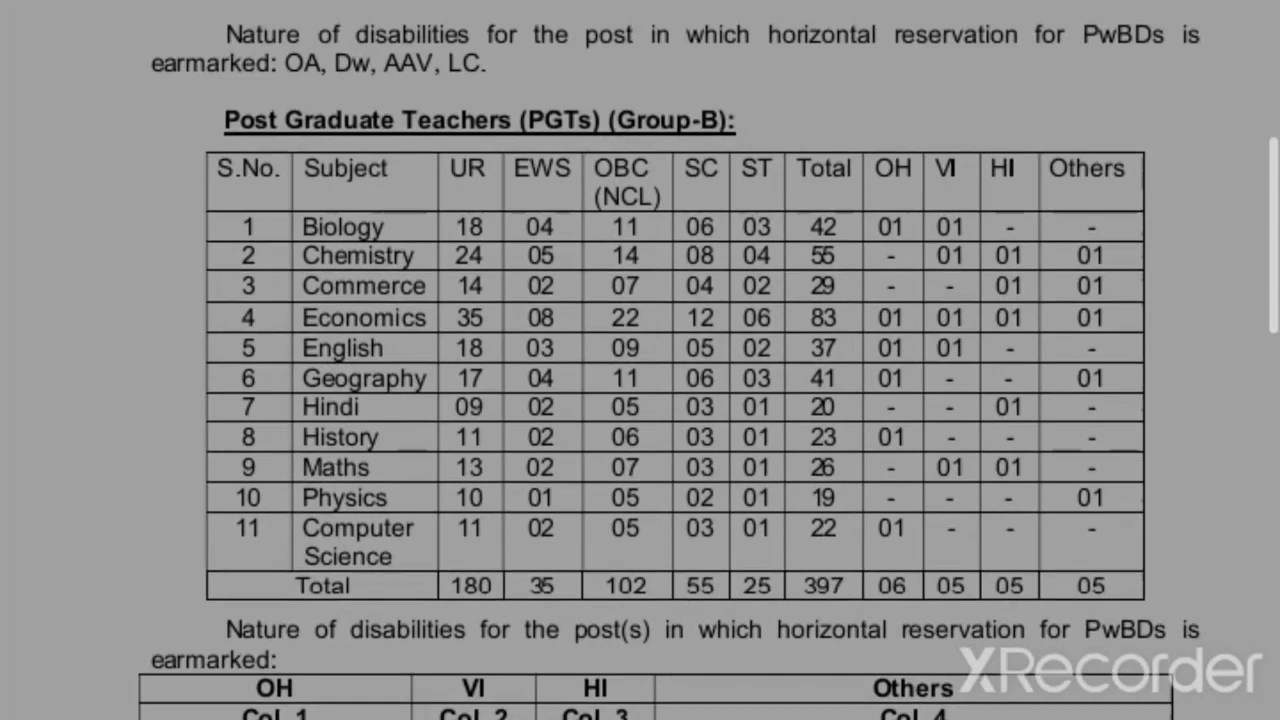 Nature of disabilities for the post in which horizontal reservation for PwBDs is
earmarked: OA, Dw, AAV, LC.
Post Graduate Teachers (PGTs) (Group-B):
S.No. Subject UR EWS OBC SC ST Total OH VI HI Others
(NCL)
1 Biology 18 04 11 06 03 42 01 01 - -
2 Chemistry 24 05 14 08 04 55 - 01 01 01
3 Commerce 14 02 07 04 02 29 - - 01 01
4 Economics 35 08 22 12 06 83 01 01 01 01
5 English 18 03 09 05 02 37 01 01 - -
6 Geography 17 04 11 06 03 41 01 - - 01
7 Hindi 09 02 05 03 01 20 - - 01 -
8 History 11 02 06 03 01 23 01 - - -
9 Maths 13 02 07 03 01 26 - 01 01 -
10 Physics 10 01 05 02 01 19 - - - 01
11 Computer 11 02 05 03 01 22 01 - - -
Science
Total 180 35 102 55 25 397 06 05 05 05
Nature of disabilities for the post(s) in which horizontal reservation for PwBDs is
earmarked:
XRecorder
OH VI HI Others
Col. 1 Col. 2 Col. 3 Col. 4